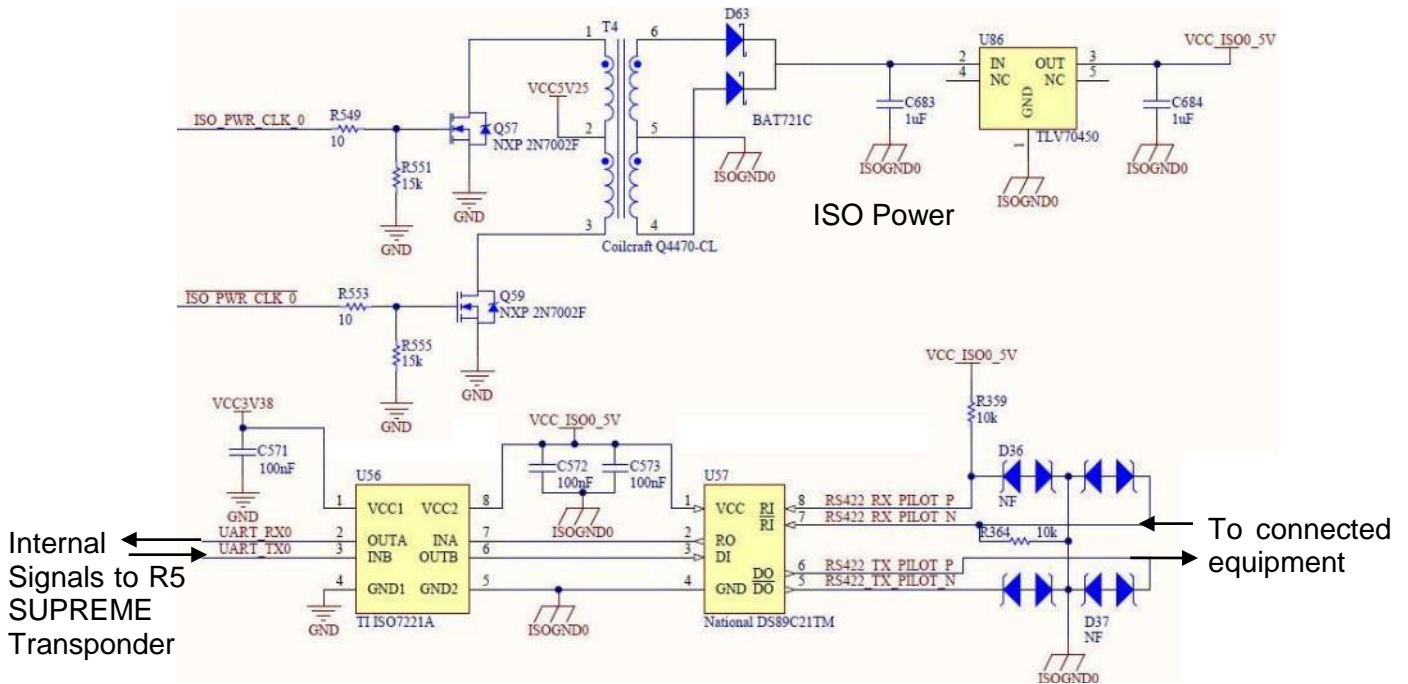 T4
D63
BAT721C
1
2
3
6
5
4
VCC5V25
Coilcraft Q4470-CL
ISO_PWR_CLK_0
R549
10
R551
15k
GND
Q57
NXP 2N7002F
GND
ISOGND0
C683
1uF
ISOGND0
U86
2
IN
OUT
3
4
NC
NC
5
GND
1
TLV70450
ISOGND0
C684
1uF
ISOGND0
VCC_ISO0_5V
ISO Power
ISO_PWR_CLK_0
R553
10
R555
15k
GND
Q59
NXP 2N7002F
GND
VCC3V38
C571
100nF
GND
U56
1
VCC1
VCC2
8
UART_RX0
2
OUTA
INA
7
UART_TX0
3
INB
OUTB
6
4
GND1
GND2
5
GND
TI ISO7221A
VCC_ISO0_5V
C572
100nF
C573
100nF
ISOGND0
ISOGND0
U57
1
VCC
RI
8
RS422_RX_PILOT_P
RI
7
RS422_RX_PILOT_N
2
RO
3
DI
DO
6
RS422_TX_PILOT_P
4
GND
DO
5
RS422_TX_PILOT_N
National DS89C21TM
VCC_ISO0_5V
R359
10k
D36
NF
R364
10k
D37
NF
ISOGND0
Internal
Signals to R5
SUPREME
Transponder
To connected
equipment